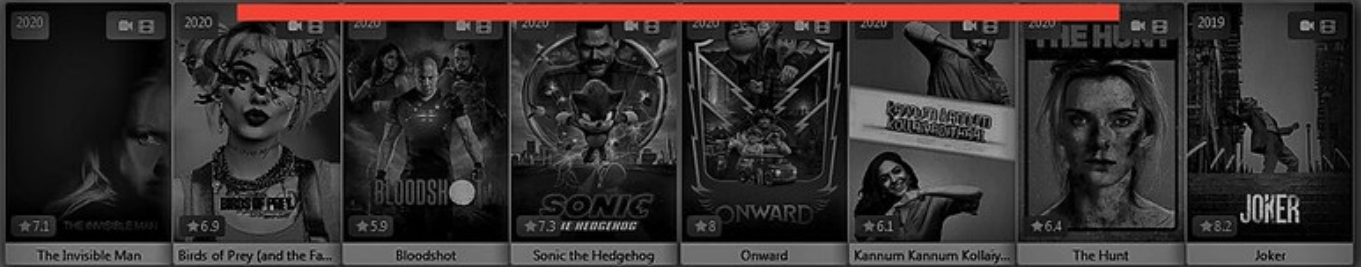 2020
2020
2020
2020
2020
2020
2020
2019
THE HUNT
THE INVISIBLE MAN
BIRDS OF PREY
BLOODSHOT
SONIC
THE HEDGEHOG
ONWARD
KANNUM KANNUM
KOLLAIYADITHAAL
JOKER
★7.1
★6.9
★5.9
★7.3
★8
★6.1
★6.4
★8.2
The Invisible Man
Birds of Prey (and the Fa...
Bloodshot
Sonic the Hedgehog
Onward
Kannum Kannum Kollaiy...
The Hunt
Joker